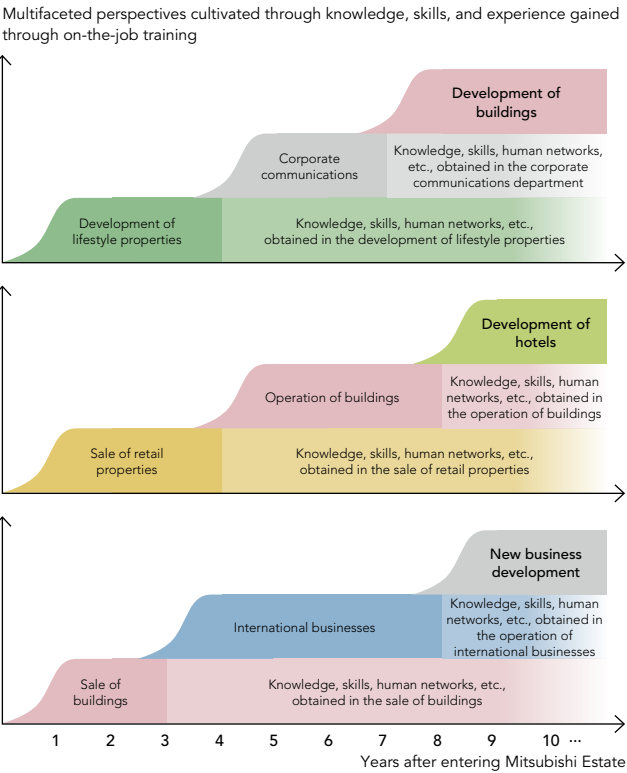 Multifaceted perspectives cultivated through knowledge, skills, and experience gained
through on-the-job training
Development of
buildings
Corporate
communications
Knowledge, skills, human networks,
etc., obtained in the corporate
communications department
Development of
lifestyle properties
Knowledge, skills, human networks, etc.,
obtained in the development of lifestyle properties
Development of
hotels
Operation of buildings
Knowledge, skills, human
networks, etc., obtained in
the operation of buildings
Sale of retail
properties
Knowledge, skills, human networks, etc.,
obtained in the sale of retail properties
New business
development
International businesses
Knowledge, skills, human
networks, etc., obtained in
the operation of
international businesses
Sale of
buildings
Knowledge, skills, human networks, etc.,
obtained in the sale of buildings
1 2 3 4 5 6 7 8 9 10 ···
Years after entering Mitsubishi Estate